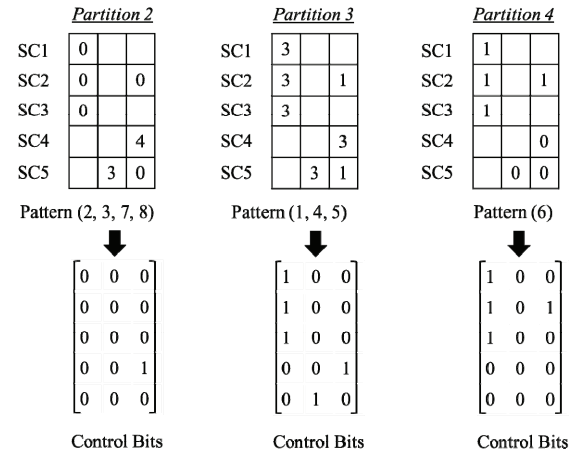 Partition 2 Partition 3 Partition 4
SC1 0 SC1 3 SC1 1
SC2 0 0 SC2 3 1 SC2 1 1
SC3 0 SC3 3 SC3 1
SC4 4 SC4 3 SC4 0
SC5 3 0 SC5 3 1 SC5 0 0
Pattern (2, 3, 7, 8) Pattern (1, 4, 5) Pattern (6)
0 0 0 1 0 0 1 0 0
0 0 0 1 0 0 1 0 1
0 0 0 1 0 0 1 0 0
0 0 1 0 0 1 0 0 0
0 0 0 0 1 0 0 0 0
Control Bits Control Bits Control Bits